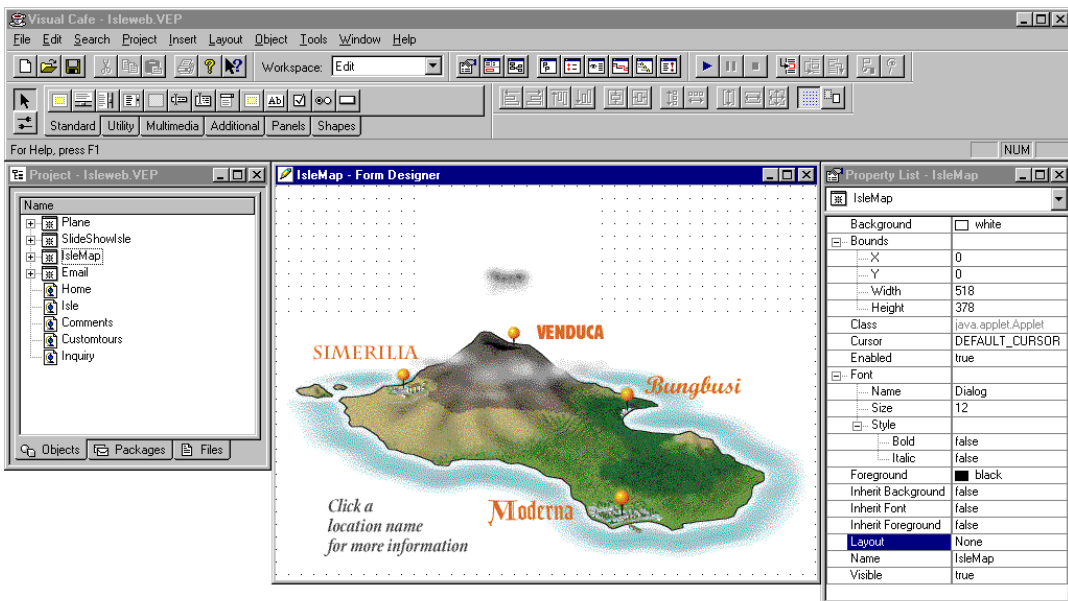 Visual Cafe - Isleweb.VEP
File Edit Search Project Insert Layout Object Tools Window Help
Workspace: Edit
Ab
Standard Utility Multimedia Additional Panels Shapes
For Help, press F1
NUM
Project - Isleweb.VEP
Name
Plane
SlideShowIsle
IsleMap
Email
Home
Isle
Comments
Customtours
Inquiry
Objects Packages Files
IsleMap - Form Designer
VENDUCA
SIMERILIA
Bungbusi
Moderna
Click a
location name
for more information
Property List - IsleMap
IsleMap
Background white
Bounds
X 0
Y 0
Width 518
Height 378
Class java.applet.Applet
Cursor DEFAULT_CURSOR
Enabled true
Font
Name Dialog
Size 12
Style
Bold false
Italic false
Foreground black
Inherit Background false
Inherit Font false
Inherit Foreground false
Layout None
Name IsleMap
Visible true